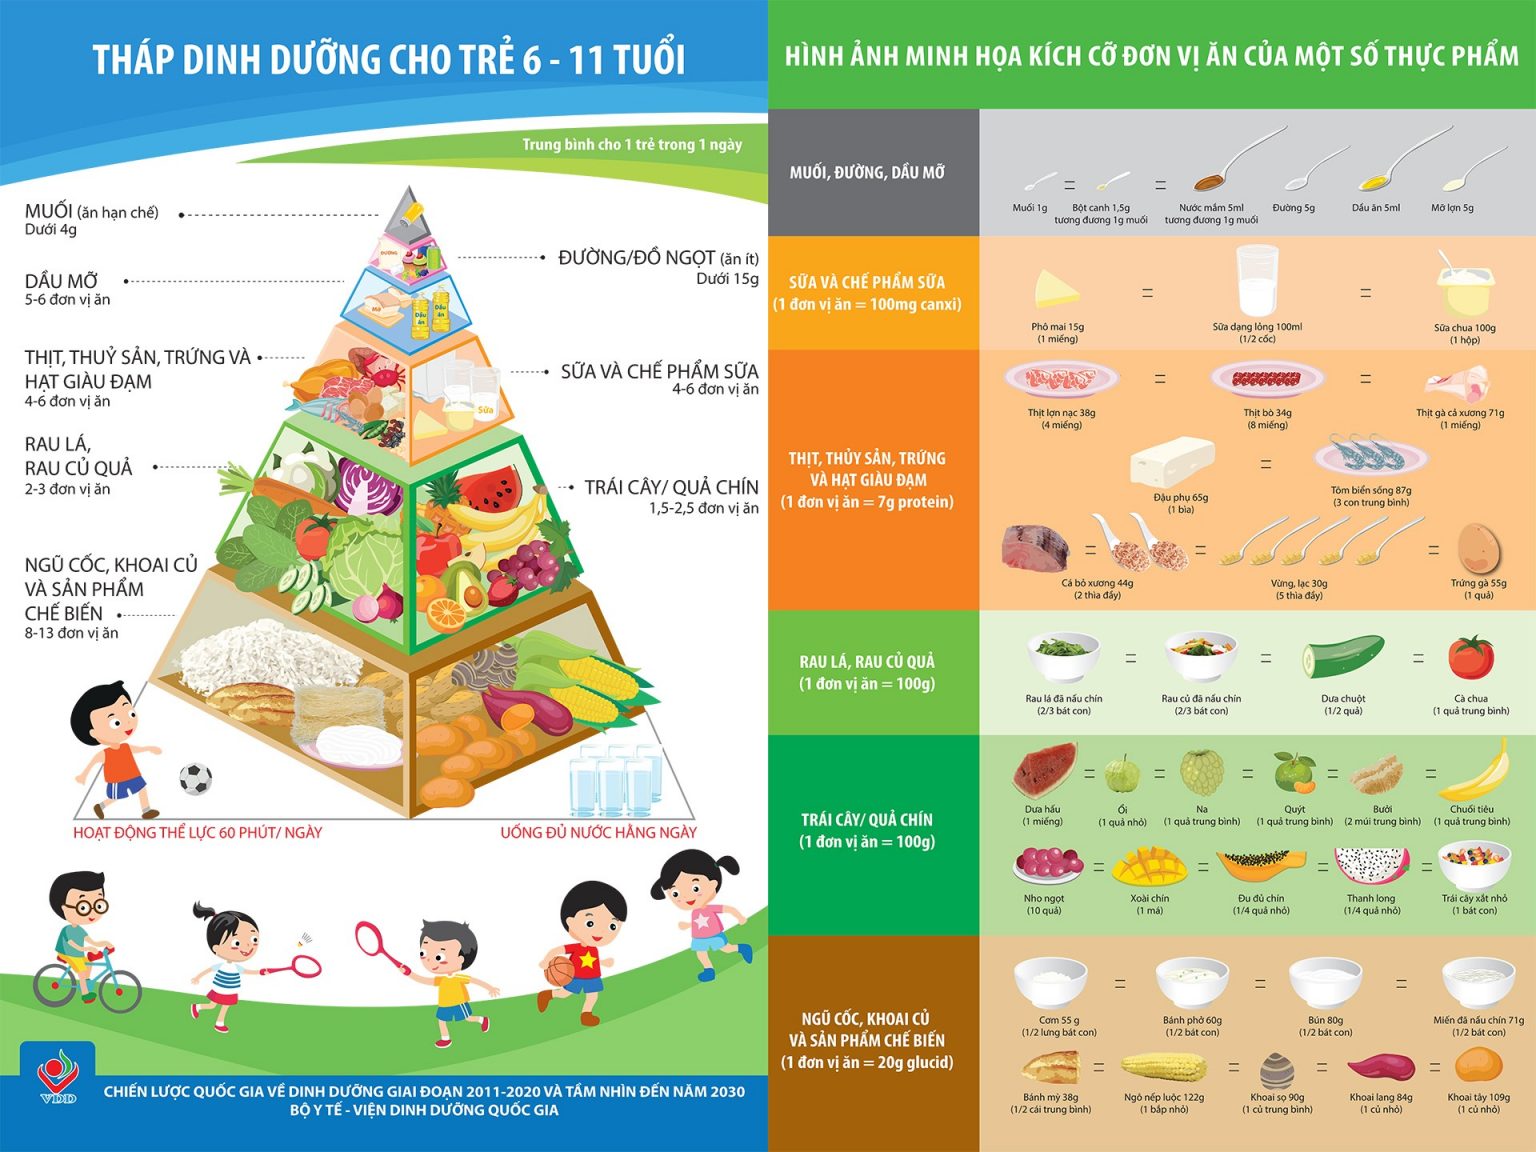 THÁP DINH DƯỠNG CHO TRẺ 6 - 11 TUỔI
Trung bình cho 1 trẻ trong 1 ngày
MUỐI (ăn hạn chế)
Dưới 4g
ĐƯỜNG/ĐỒ NGỌT (ăn ít)
Dưới 15g
DẦU MỠ
5-6 đơn vị ăn
THỊT, THUỶ SẢN, TRỨNG VÀ
HẠT GIÀU ĐẠM
4-6 đơn vị ăn
SỮA VÀ CHẾ PHẨM SỮA
4-6 đơn vị ăn
RAU LÁ,
RAU CỦ QUẢ
2-3 đơn vị ăn
TRÁI CÂY/ QUẢ CHÍN
1,5-2,5 đơn vị ăn
NGŨ CỐC, KHOAI CỦ
VÀ SẢN PHẨM
CHẾ BIẾN
8-13 đơn vị ăn
ĐƯỜNG
Mỡ
Dầu ăn
Dầu ăn
Sữa
HOẠT ĐỘNG THỂ LỰC 60 PHÚT/ NGÀY
UỐNG ĐỦ NƯỚC HẰNG NGÀY
VDD
CHIẾN LƯỢC QUỐC GIA VỀ DINH DƯỠNG GIAI ĐOẠN 2011-2020 VÀ TẦM NHÌN ĐẾN NĂM 2030
BỘ Y TẾ - VIỆN DINH DƯỠNG QUỐC GIA
HÌNH ẢNH MINH HỌA KÍCH CỠ ĐƠN VỊ ĂN CỦA MỘT SỐ THỰC PHẨM
MUỐI, ĐƯỜNG, DẦU MỠ
= =
Muối 1g Bột canh 1,5g Nước mắm 5ml Đường 5g Dầu ăn 5ml Mỡ lợn 5g
tương đương 1g muối tương đương 1g muối
SỮA VÀ CHẾ PHẨM SỮA
(1 đơn vị ăn = 100mg canxi)
= =
Phô mai 15g Sữa dạng lỏng 100ml Sữa chua 100g
(1 miếng) (1/2 cốc) (1 hộp)
THỊT, THỦY SẢN, TRỨNG
VÀ HẠT GIÀU ĐẠM
(1 đơn vị ăn = 7g protein)
= =
Thịt lợn nạc 38g Thịt bò 34g Thịt gà cả xương 71g
(4 miếng) (8 miếng) (1 miếng)
=
Đậu phụ 65g Tôm biển sống 87g
(1 bìa) (3 con trung bình)
= = =
Cá bỏ xương 44g Vừng, lạc 30g Trứng gà 55g
(2 thìa đầy) (5 thìa đầy) (1 quả)
RAU LÁ, RAU CỦ QUẢ
(1 đơn vị ăn = 100g)
= = =
Rau lá đã nấu chín Rau củ đã nấu chín Dưa chuột Cà chua
(2/3 bát con) (2/3 bát con) (1/2 quả) (1 quả trung bình)
TRÁI CÂY/ QUẢ CHÍN
(1 đơn vị ăn = 100g)
= = = = =
Dưa hấu Ổi Na Quýt Bưởi Chuối tiêu
(1 miếng) (1 quả nhỏ) (1 quả trung bình) (1 quả trung bình) (2 múi trung bình) (1 quả trung bình)
= = = =
Nho ngọt Xoài chín Đu đủ chín Thanh long Trái cây xắt nhỏ
(10 quả) (1 má) (1/4 quả nhỏ) (1/4 quả nhỏ) (1 bát con)
NGŨ CỐC, KHOAI CỦ
VÀ SẢN PHẨM CHẾ BIẾN
(1 đơn vị ăn = 20g glucid)
= = =
Cơm 55 g Bánh phở 60g Bún 80g Miến đã nấu chín 71g
(1/2 lưng bát con) (1/2 bát con) (1/2 bát con) (1/2 bát con)
= = = =
Bánh mỳ 38g Ngô nếp luộc 122g Khoai sọ 90g Khoai lang 84g Khoai tây 109g
(1/2 cái trung bình) (1 bắp nhỏ) (1 củ trung bình) (1 củ nhỏ) (1 củ nhỏ)